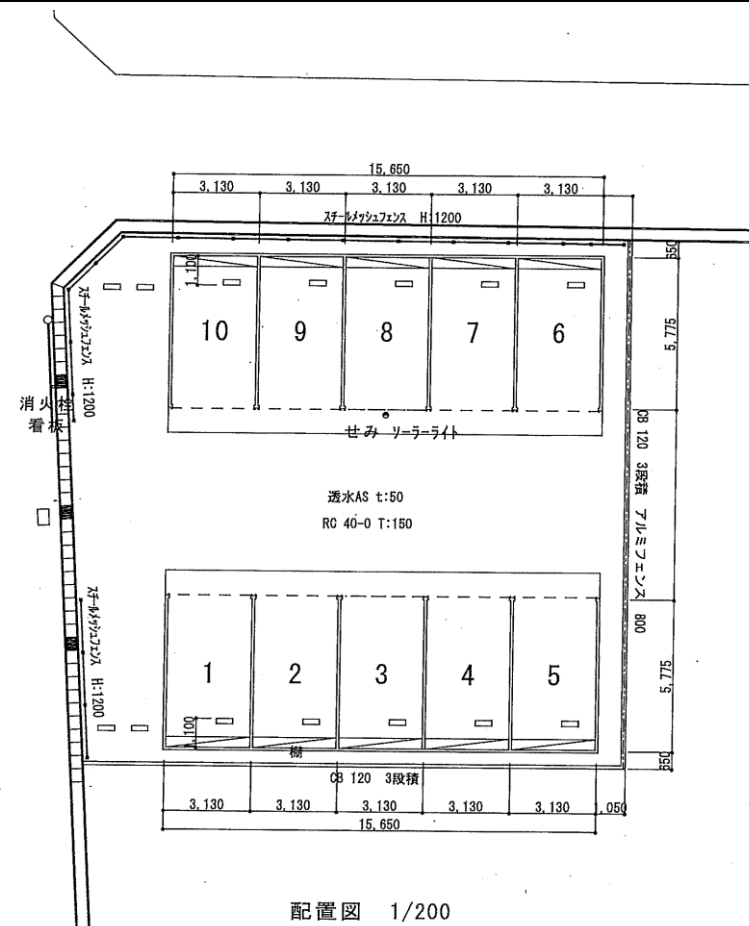 15,650
3,130 3,130 3,130 3,130 3,130
スチールメッシュフェンス H:1200
650
1,100
5,775
スチールメッシュフェンス H:1200
10 9 8 7 6
消火栓
看板
せみ ソーラーライト
CB 120 3段積 アルミフェンス 800
透水AS t:50
RC 40-0 T:150
スチールメッシュフェンス H:1200
1 2 3 4 5
5,775
1,100
棚
650
CB 120 3段積
3,130 3,130 3,130 3,130 3,130 1,050
15,650
配置図 1/200